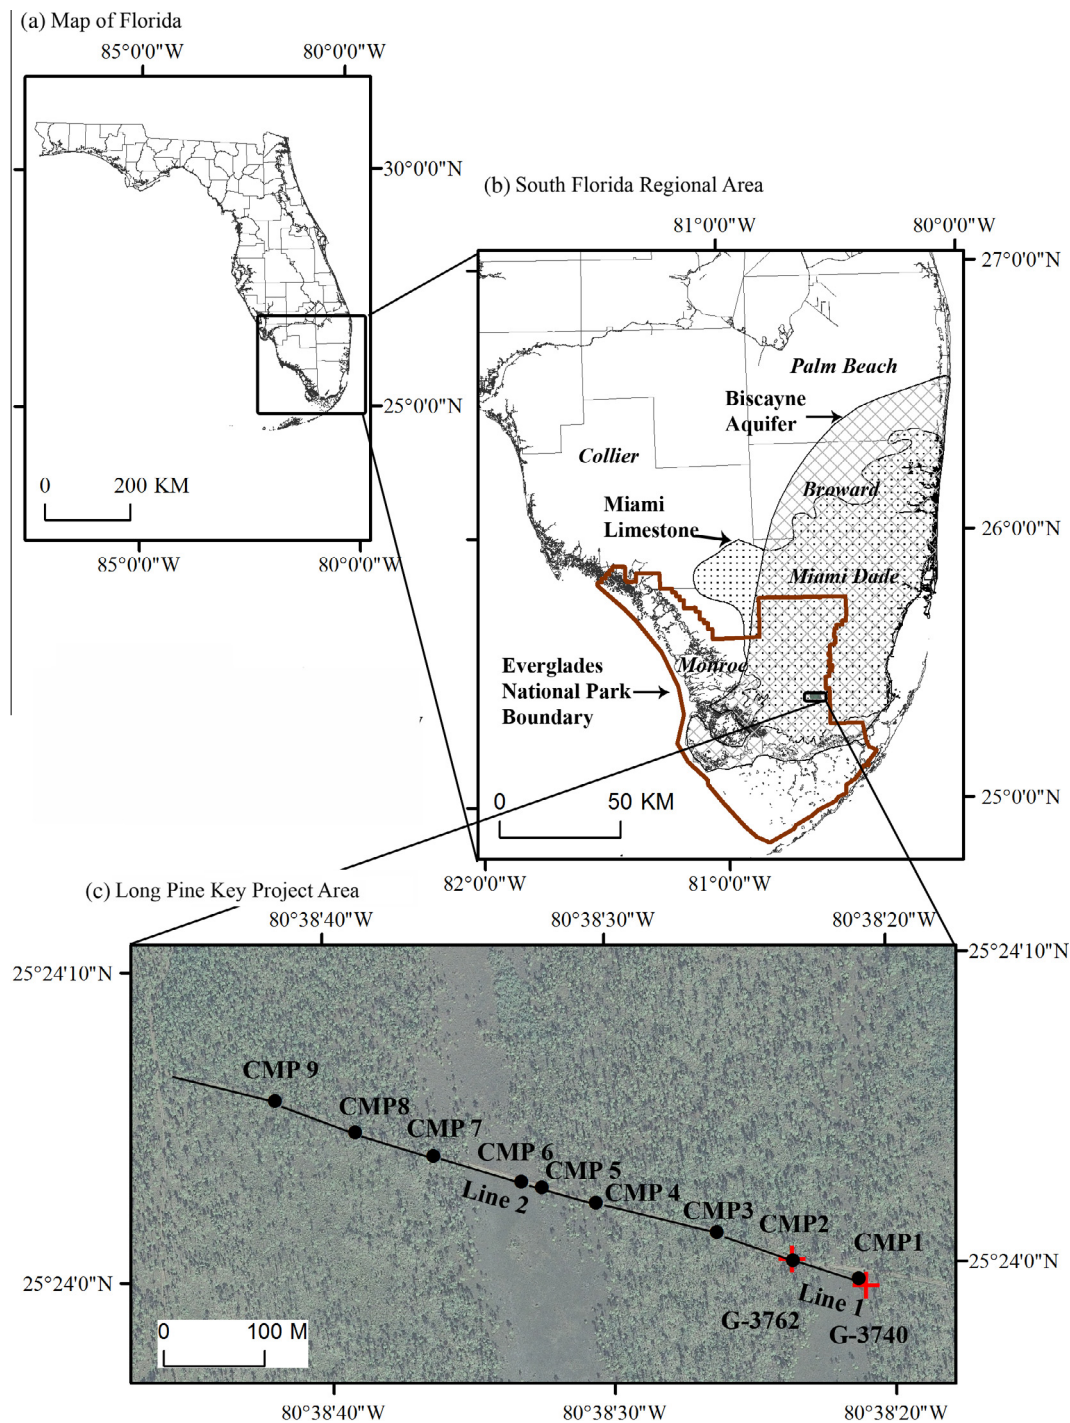 (a) Map of Florida
85°0'0"W 80°0'0"W
30°0'0"N
25°0'0"N
0 200 KM
85°0'0"W 80°0'0"W
(b) South Florida Regional Area
81°0'0"W 80°0'0"W
27°0'0"N
Palm Beach
Biscayne
Aquifer
Collier
Broward
Miami
Limestone
26°0'0"N
Miami Dade
Everglades
National Park
Boundary
Monroe
0 50 KM
25°0'0"N
82°0'0"W 81°0'0"W
(c) Long Pine Key Project Area
80°38'40"W 80°38'30"W 80°38'20"W
25°24'10"N 25°24'10"N
CMP 9
CMP8
CMP 7
CMP 6
CMP 5
CMP 4
Line 2
CMP3
CMP2
CMP1
25°24'0"N 25°24'0"N
Line 1
G-3762
G-3740
0 100 M
80°38'40"W 80°38'30"W 80°38'20"W